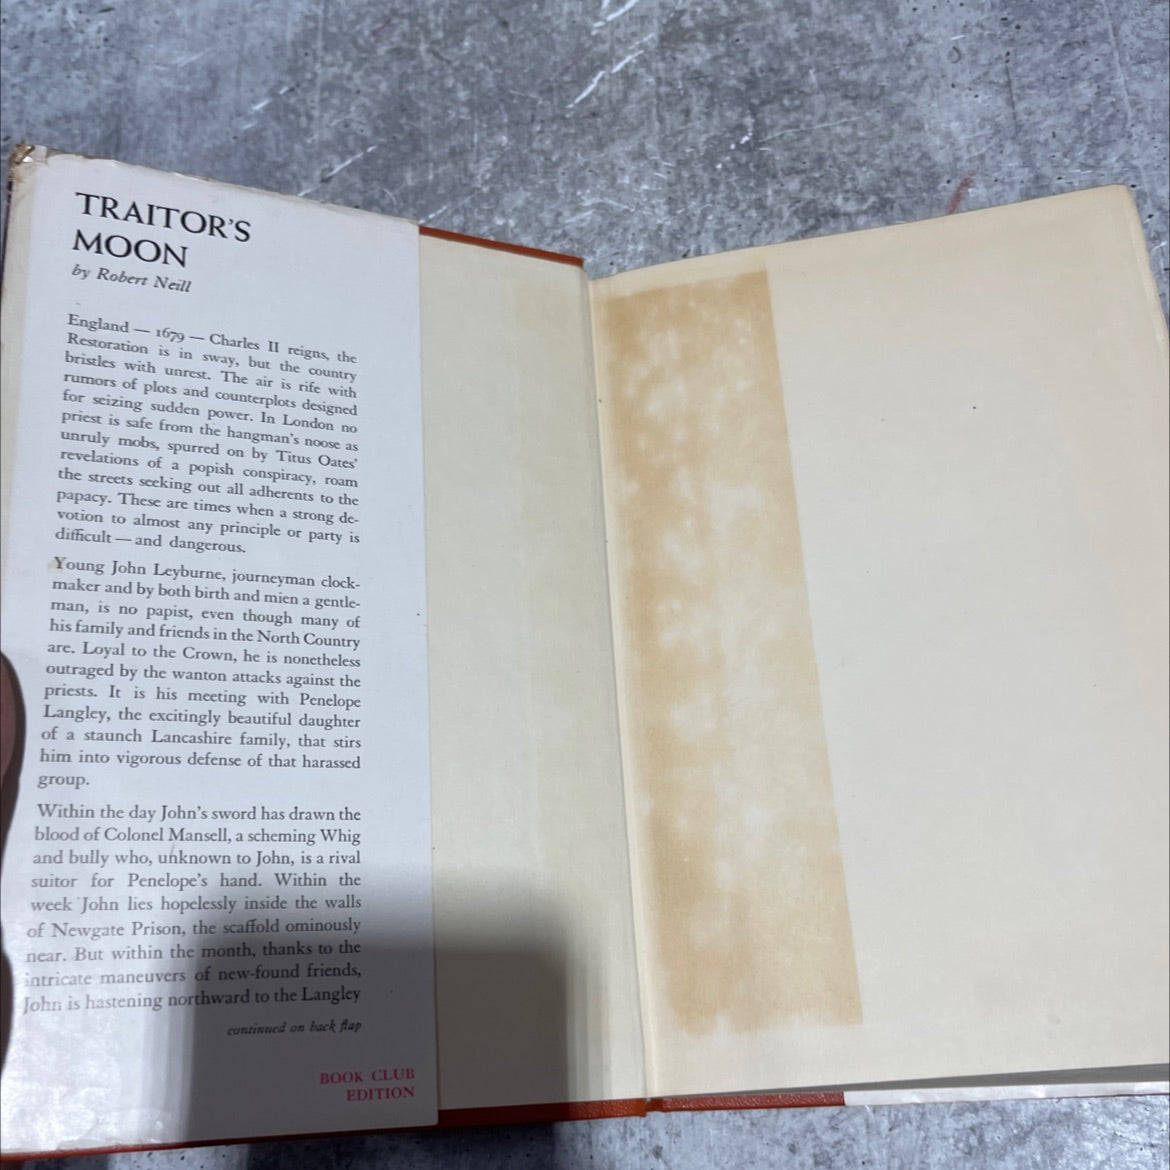 TRAITOR'S
MOON
by Robert Neill
England — 1679 — Charles II reigns, the
Restoration is in sway, but the country
bristles with unrest. The air is rife with
rumors of plots and counterplots designed
for seizing sudden power. In London no
priest is safe from the hangman's noose as
unruly mobs, spurred on by Titus Oates'
revelations of a popish conspiracy, roam
the streets seeking out all adherents to the
papacy. These are times when a strong de-
votion to almost any principle or party is
difficult — and dangerous.
Young John Leyburne, journeyman clock-
maker and by both birth and mien a gentle-
man, is no papist, even though many of
his family and friends in the North Country
are. Loyal to the Crown, he is nonetheless
outraged by the wanton attacks against the
priests. It is his meeting with Penelope
Langley, the excitingly beautiful daughter
of a staunch Lancashire family, that stirs
him into vigorous defense of that harassed
group.
Within the day John's sword has drawn the
blood of Colonel Mansell, a scheming Whig
and bully who, unknown to John, is a rival
suitor for Penelope's hand. Within the
week John lies hopelessly inside the walls
of Newgate Prison, the scaffold ominously
near. But within the month, thanks to the
intricate maneuvers of new-found friends,
John is hastening northward to the Langley
continued on back flap
BOOK CLUB
EDITION